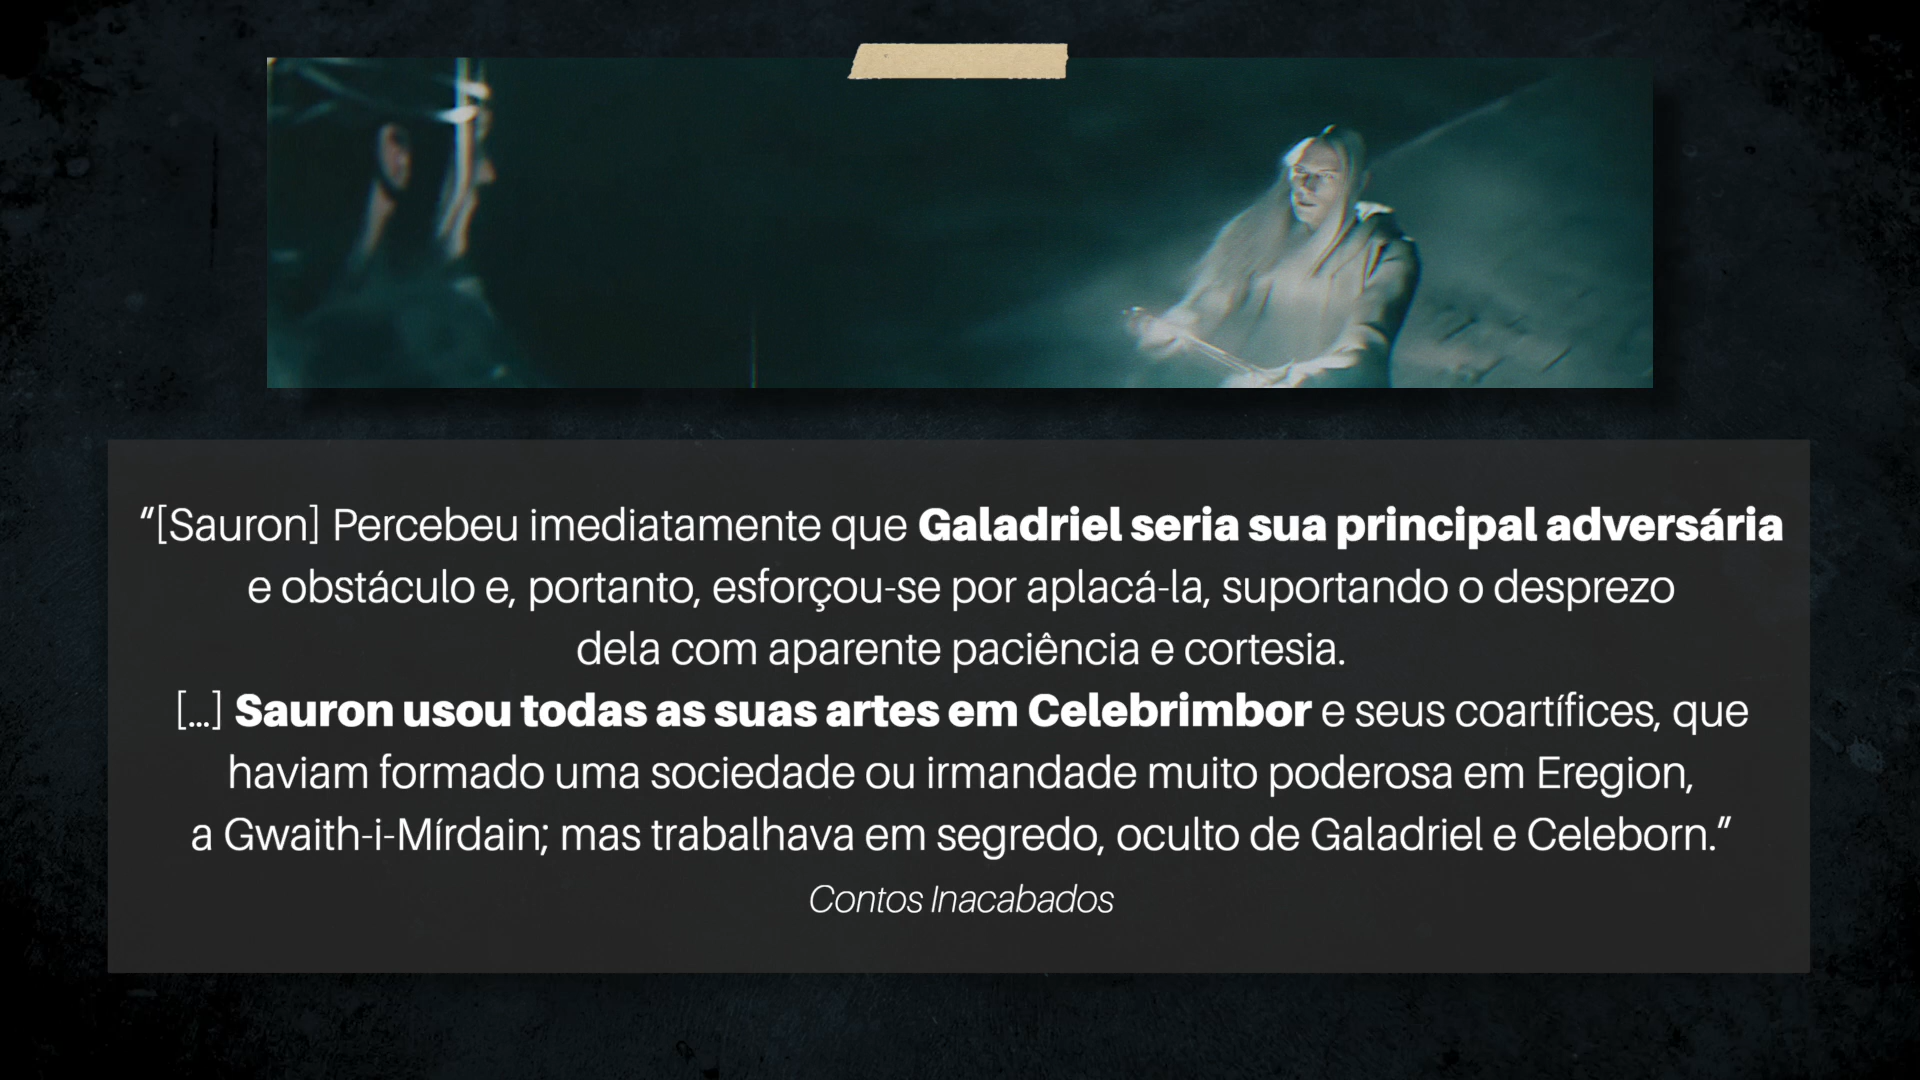 “[Sauron] Percebeu imediatamente que Galadriel seria sua principal adversária
e obstáculo e, portanto, esforçou-se por aplacá-la, suportando o desprezo
dela com aparente paciência e cortesia.
[...] Sauron usou todas as suas artes em Celebrimbor e seus coartífices, que
haviam formado uma sociedade ou irmandade muito poderosa em Eregion,
a Gwaith-i-Mírdain; mas trabalhava em segredo, oculto de Galadriel e Celeborn.”
Contos Inacabados